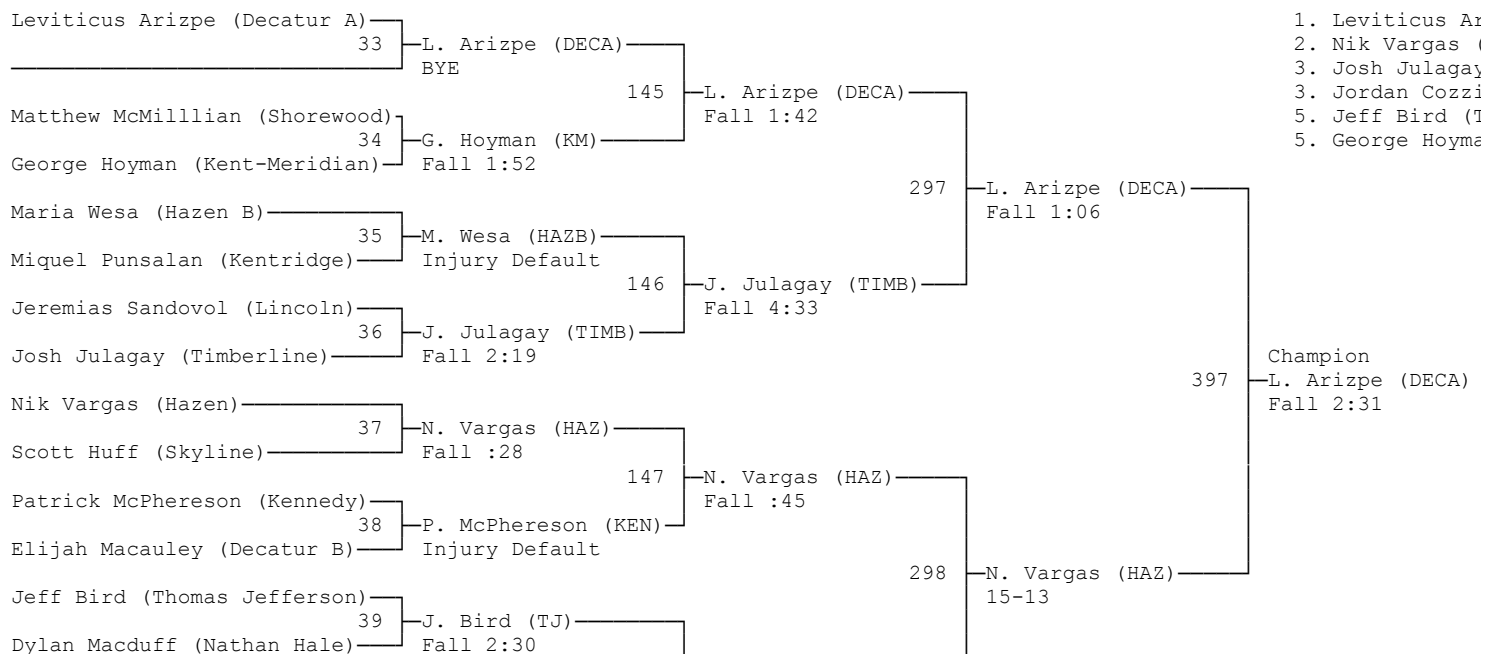 Leviticus Arizpe (Decatur A) 1. Leviticus
33 L. Arizpe (DECA) 2. Nik Vargas
BYE 3. Josh Julagay
145 L. Arizpe (DECA) 3. Jordan
Matthew McMilllian (Shorewood) Fall 1:42 5. Jeff Bird
34 G. Hoyman (KM) 5. George
George Hoyman (Kent-Meridian) Fall 1:52
297 L. Arizpe (DECA)
Maria Wesa (Hazen B) Fall 1:06
35 M. Wesa (HAZB)
Miquel Punsalan (Kentridge) Injury Default
146 J. Julagay (TIMB)
Jeremias Sandovol (Lincoln) Fall 4:33
36 J. Julagay (TIMB)
Josh Julagay (Timberline) Fall 2:19 Champion
397 L. Arizpe (DECA)
Nik Vargas (Hazen) Fall 2:31
37 N. Vargas (HAZ)
Scott Huff (Skyline) Fall :28
147 N. Vargas (HAZ)
Patrick McPhereson (Kennedy) Fall :45
38 P. McPhereson (KEN)
Elijah Macauley (Decatur B) Injury Default
298 N. Vargas (HAZ)
Jeff Bird (Thomas Jefferson) 15-13
39 J. Bird (TJ)
Dylan Macduff (Nathan Hale) Fall 2:30